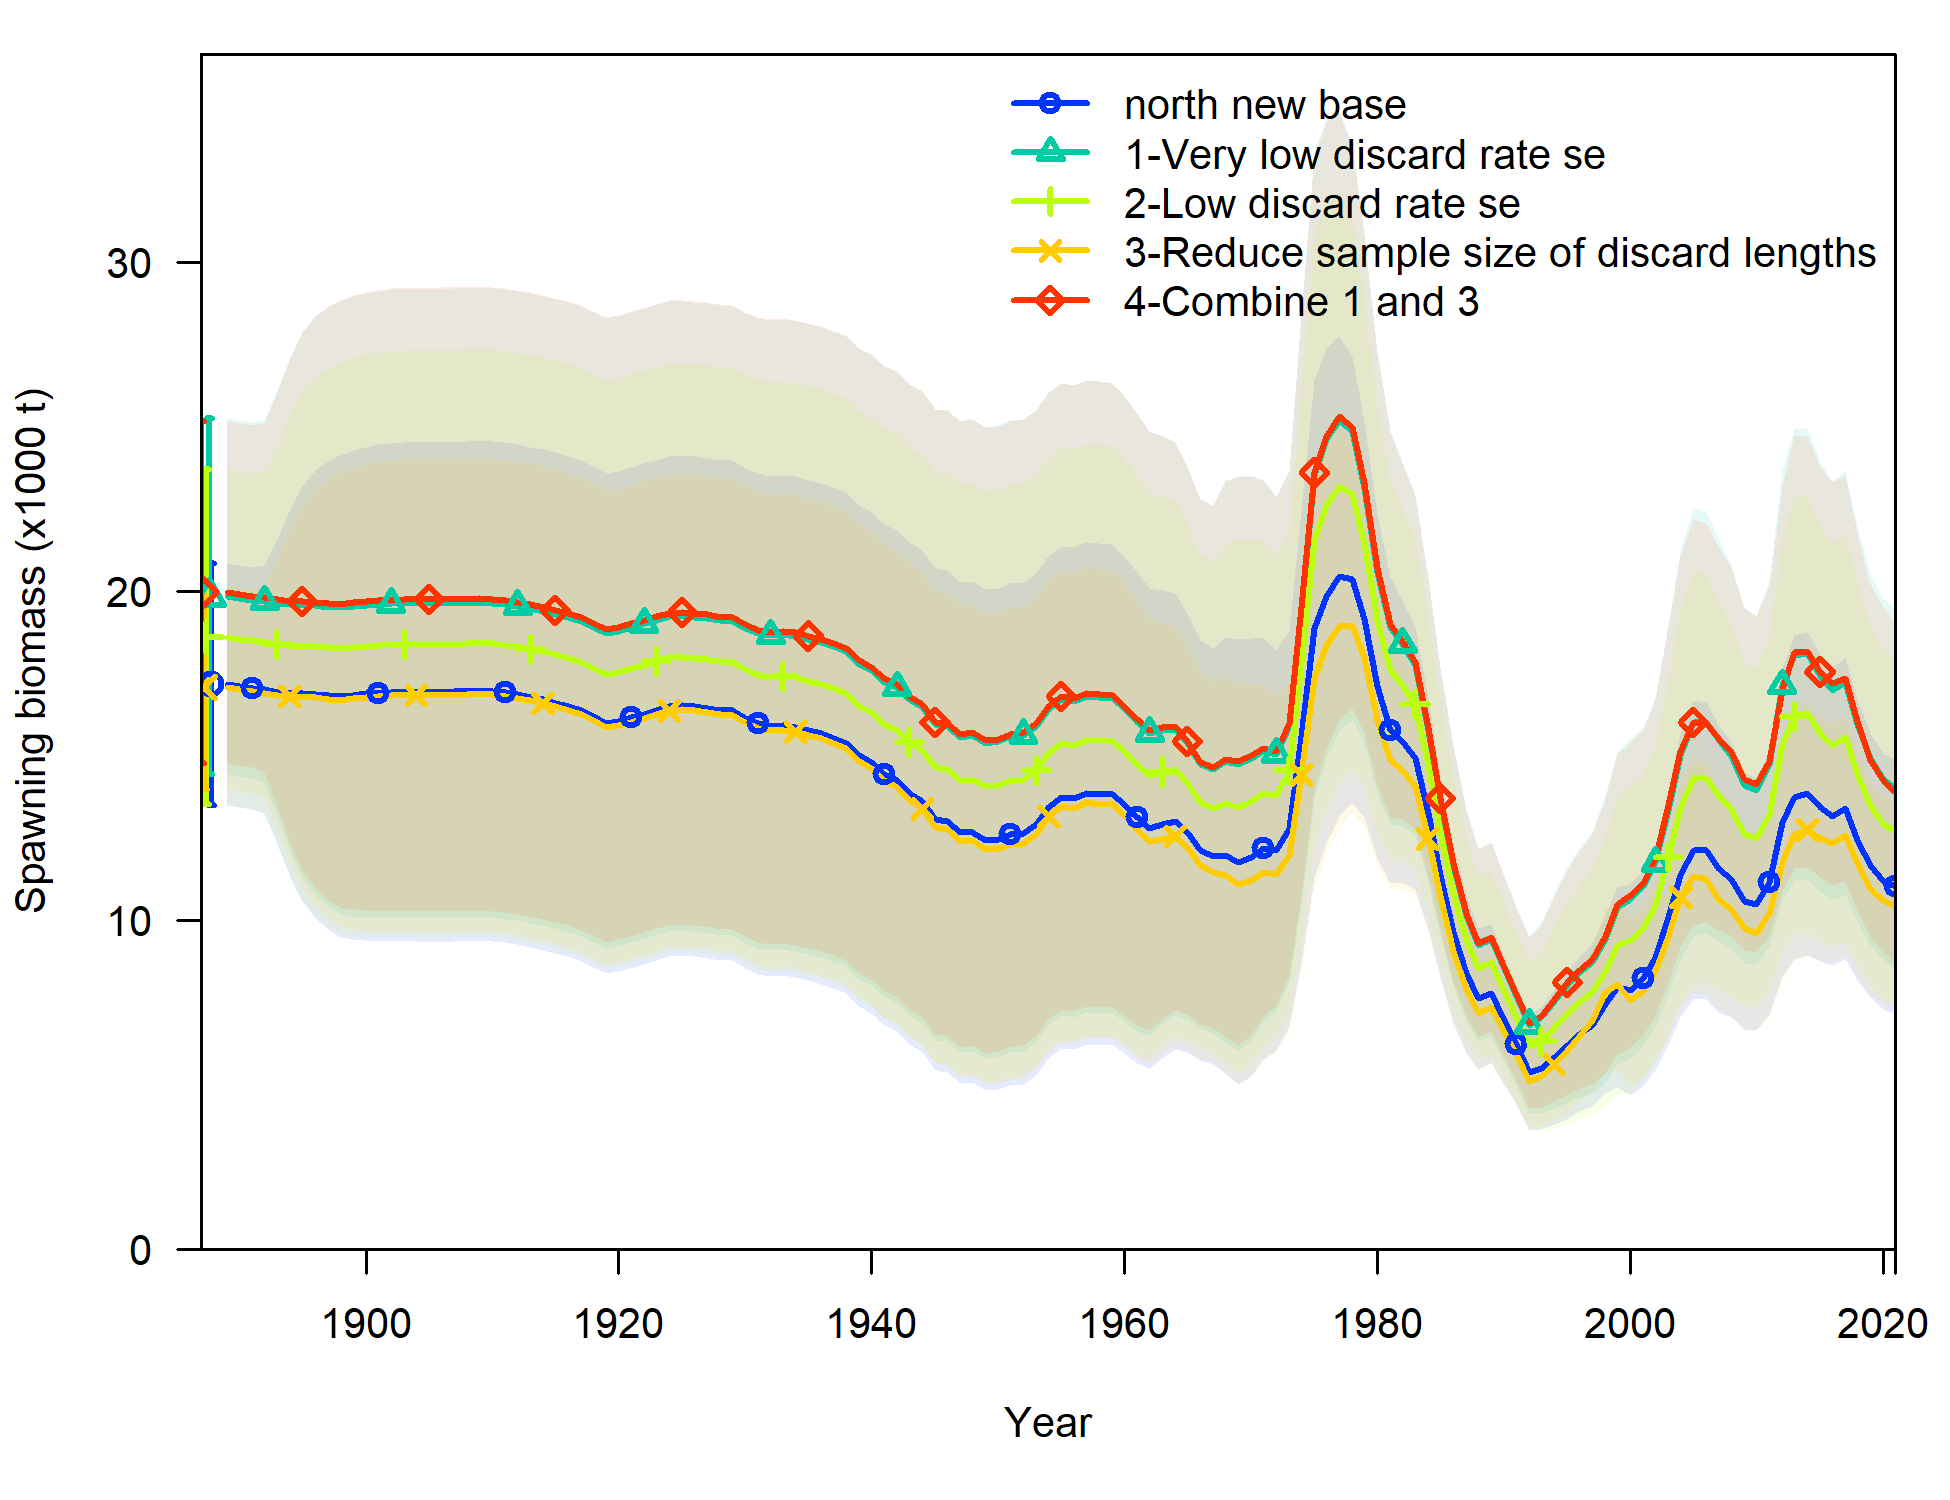 north new base
1-Very low discard rate se
2-Low discard rate se
3-Reduce sample size of discard lengths
4-Combine 1 and 3
Spawning biomass (x1000 t)
30
20
10
0
1900 1920 1940 1960 1980 2000 2020
Year